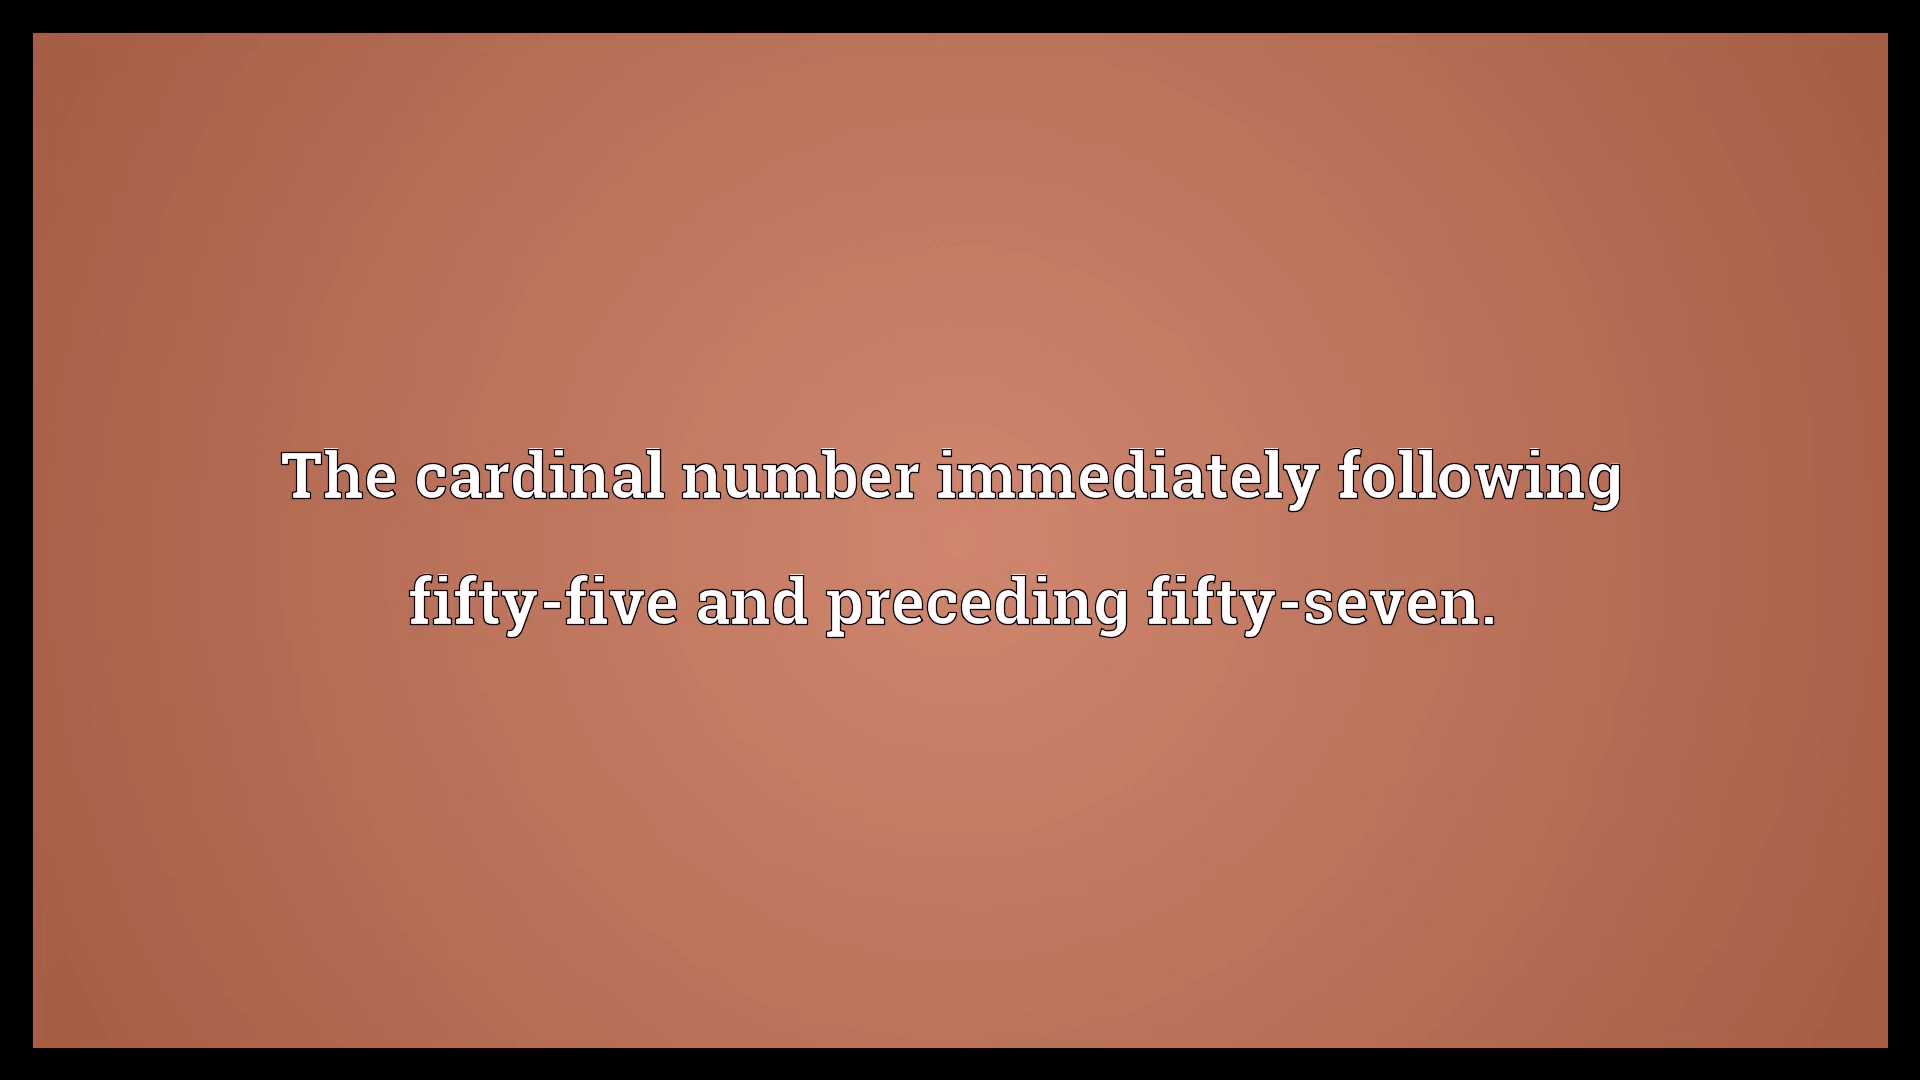 The cardinal number immediately following
fifty-five and preceding fifty-seven.